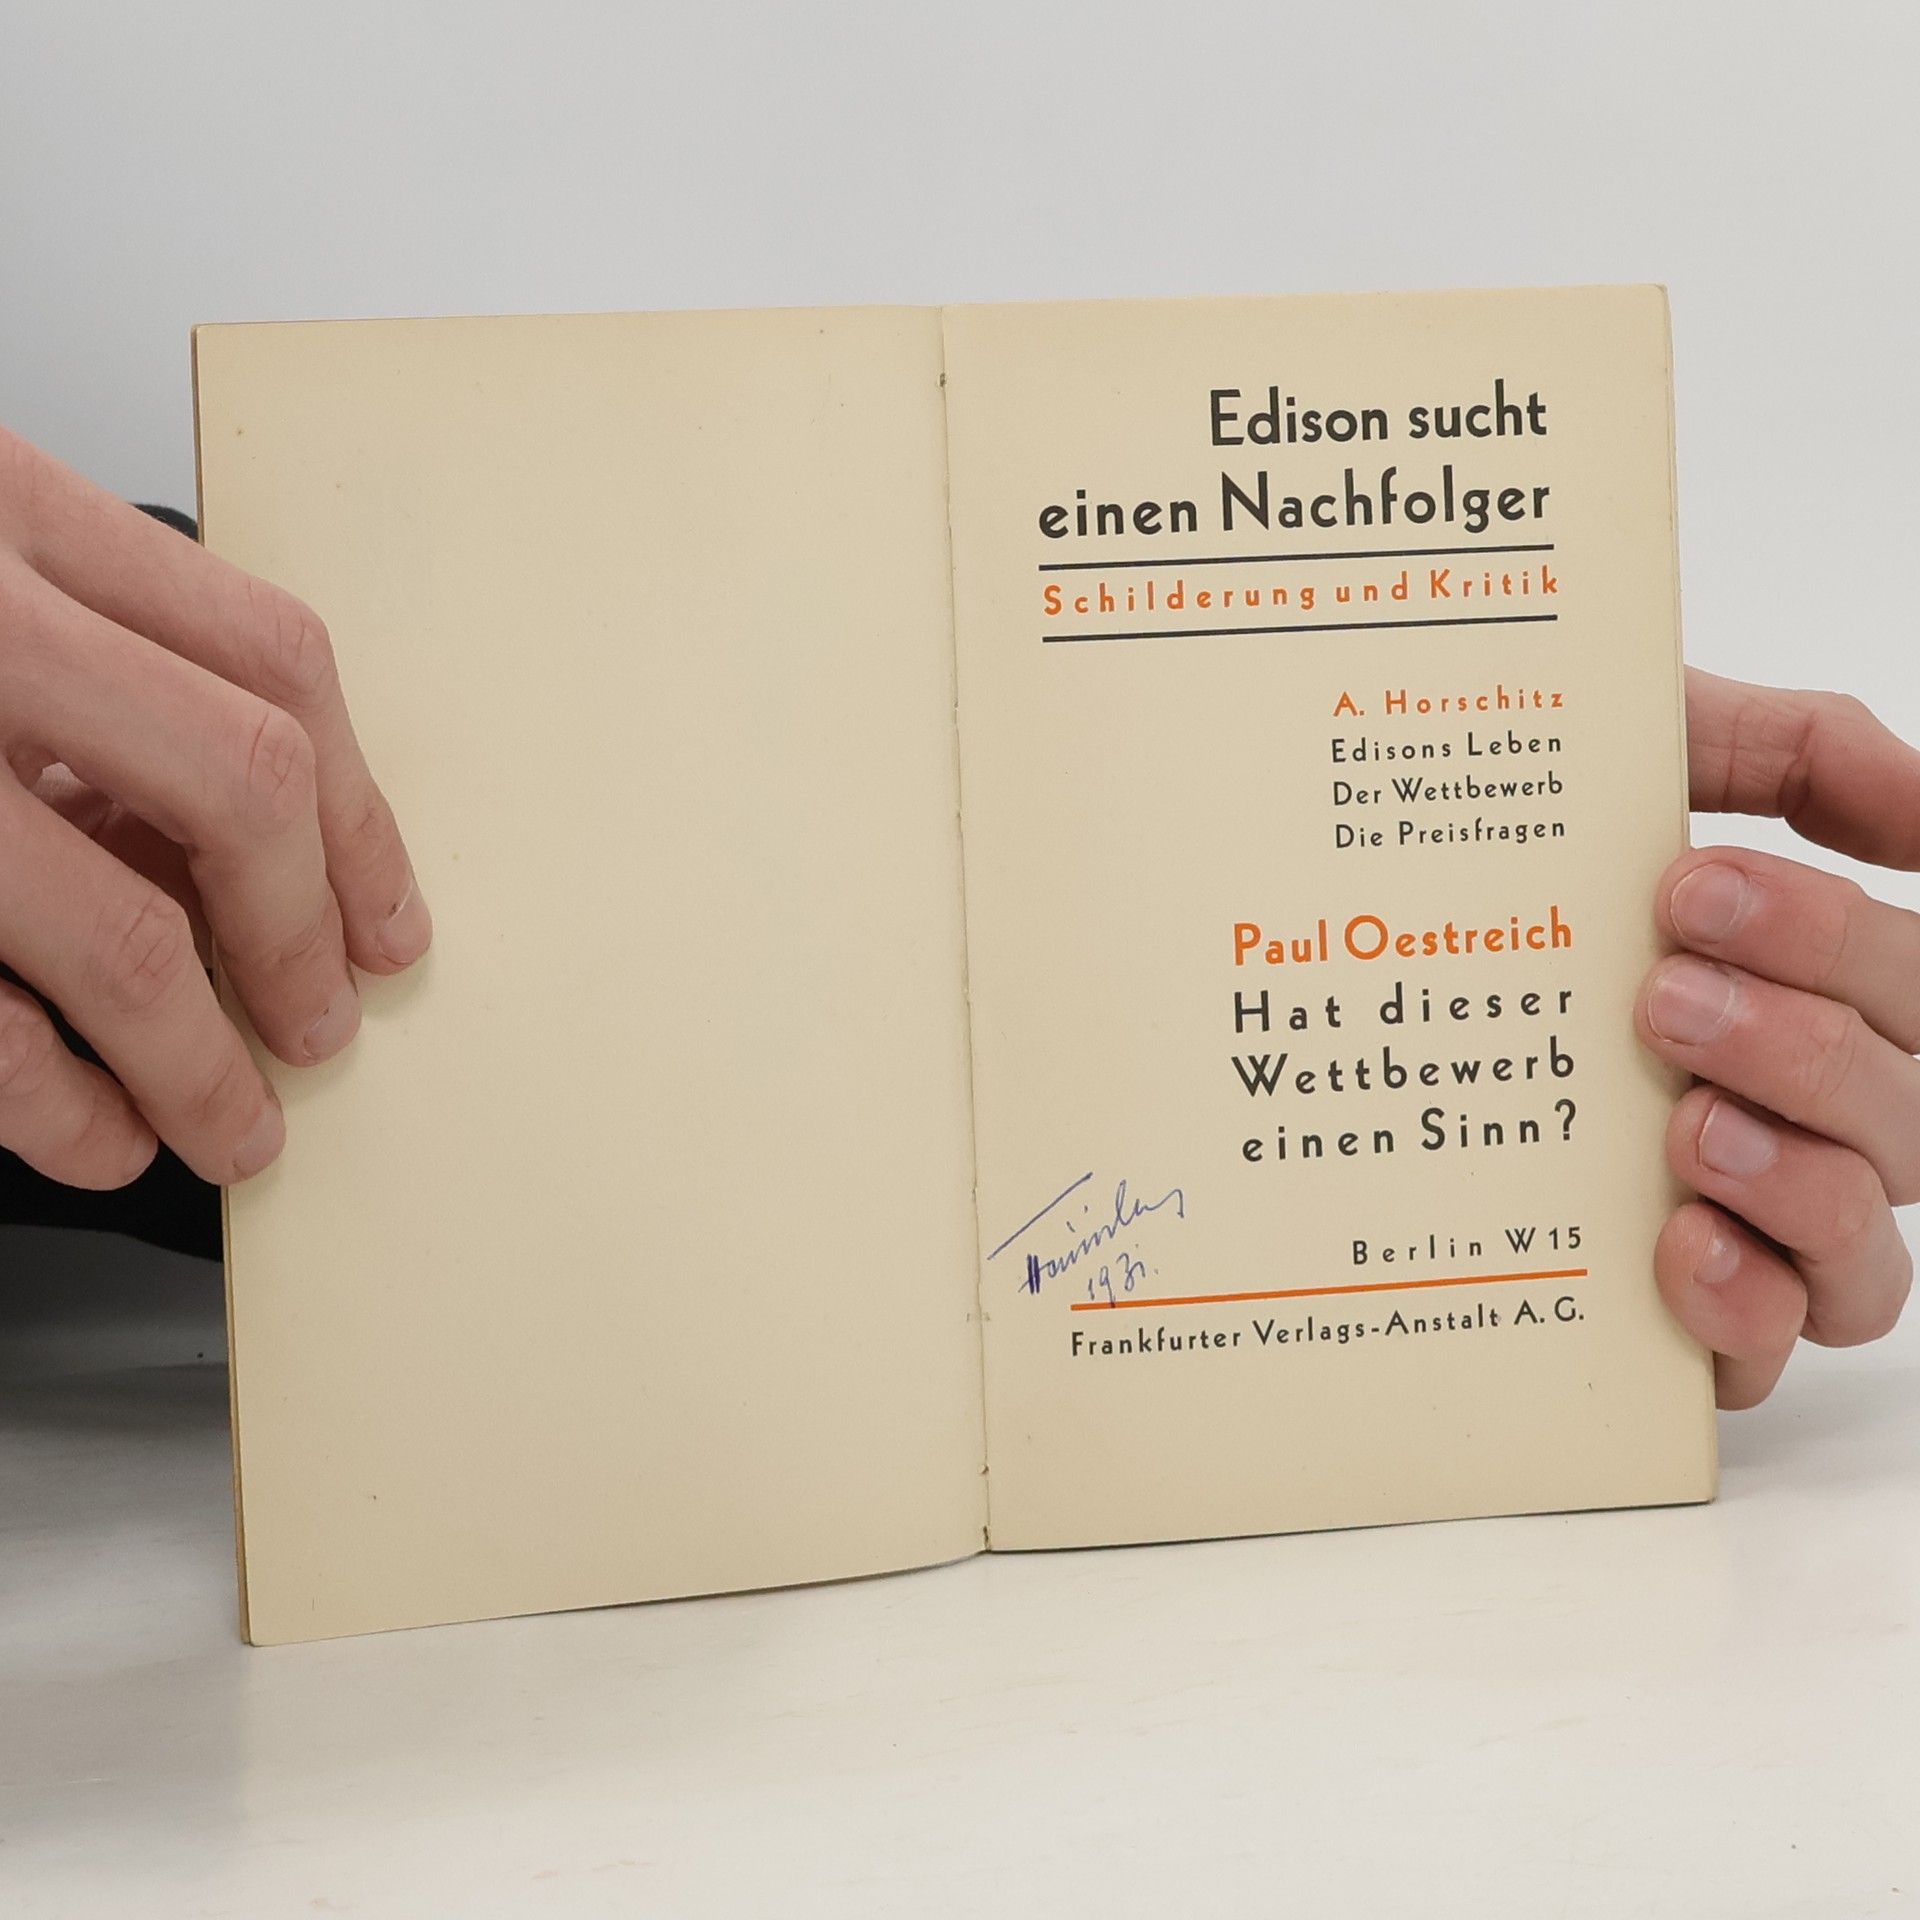 Edison sucht
einen Nachfolger
Schilderung und Kritik
A. Horschitz
Edisons Leben
Der Wettbewerb
Die Preisfragen
Paul Oestreich
Hat dieser
Wettbewerb
einen Sinn?
1931.
Berlin W 15
Frankfurter Verlags-Anstalt A. G.